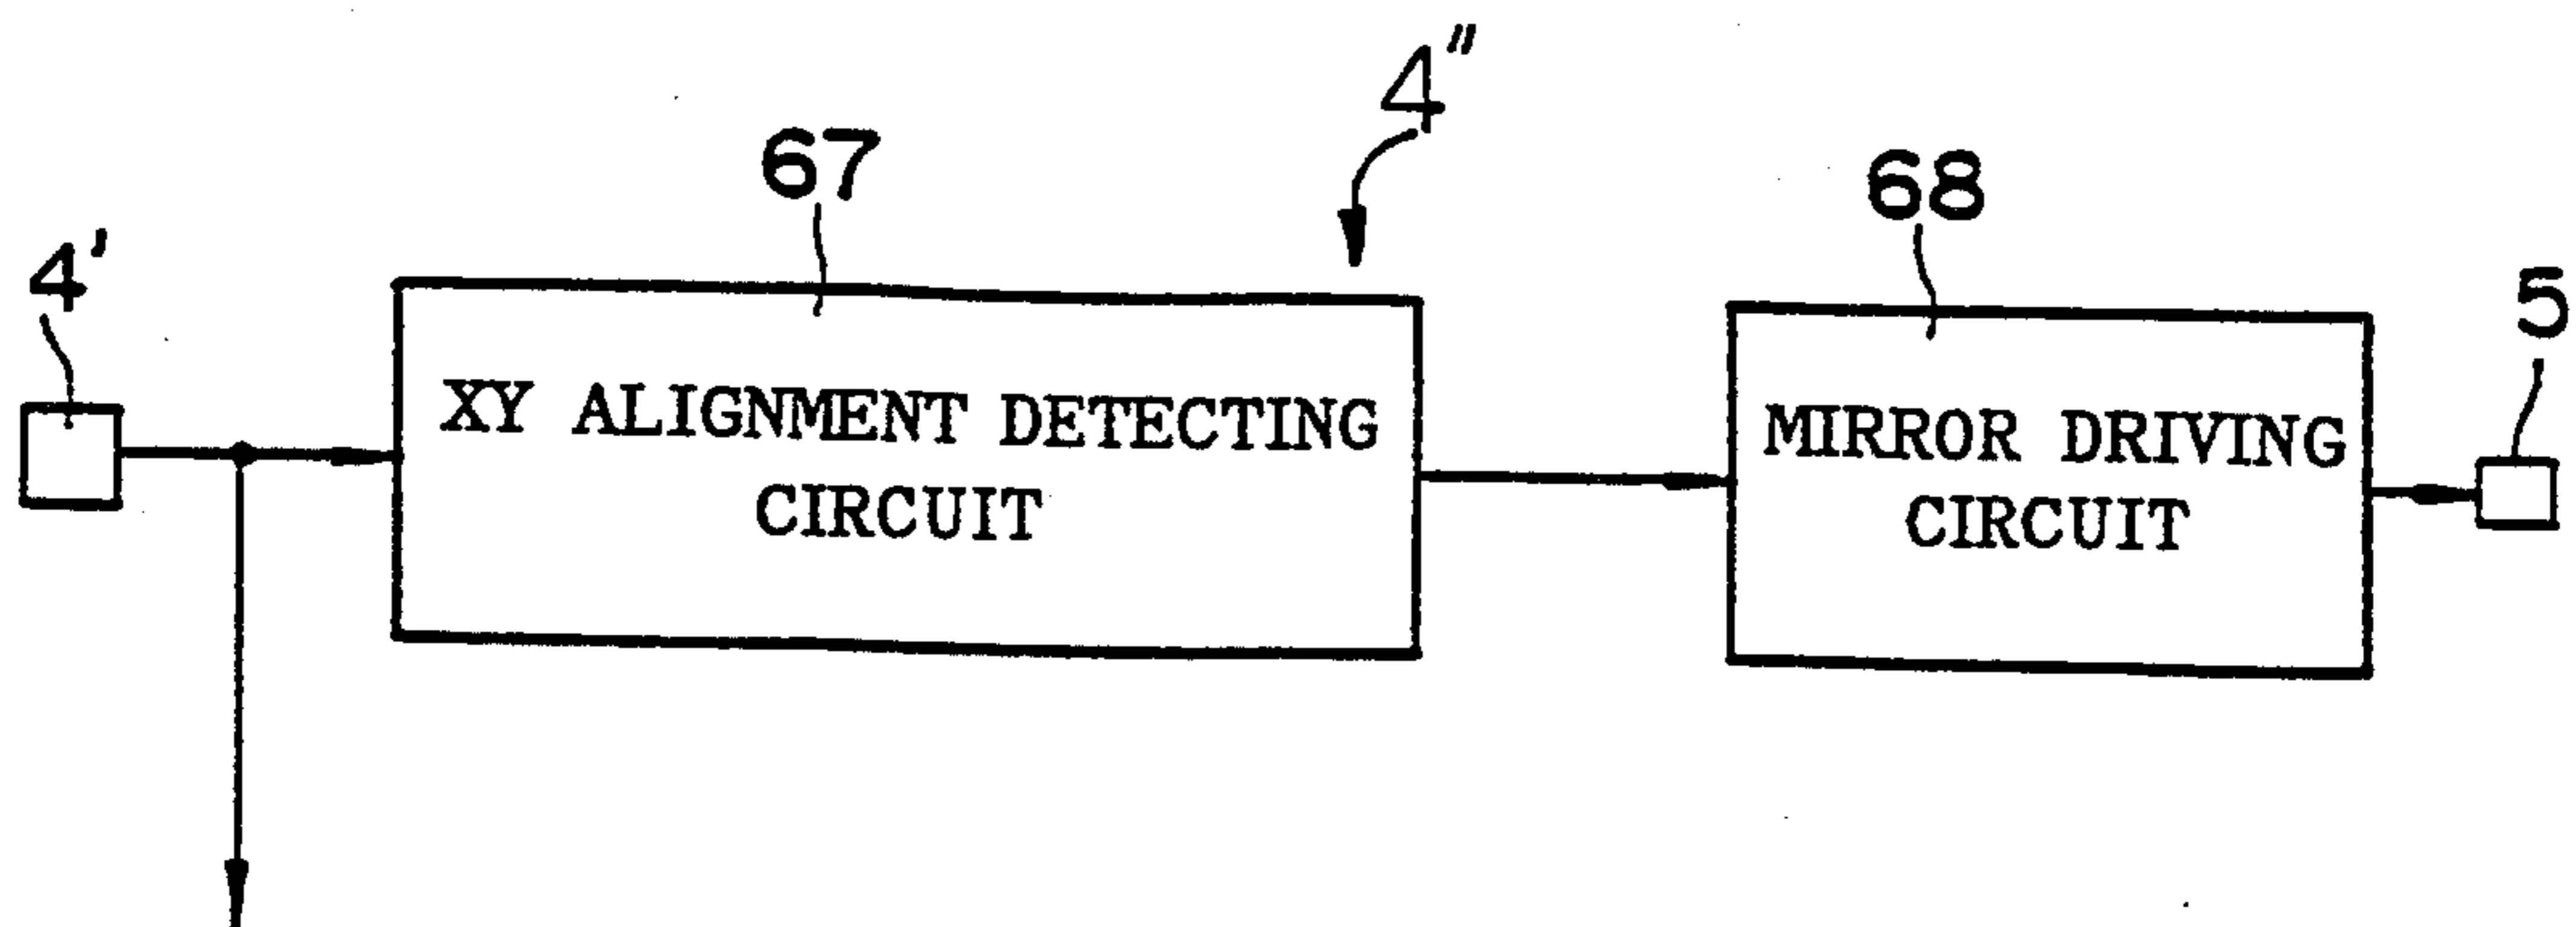 4"
67
68
4'
5
XY ALIGNMENT DETECTING
CIRCUIT
MIRROR DRIVING
CIRCUIT